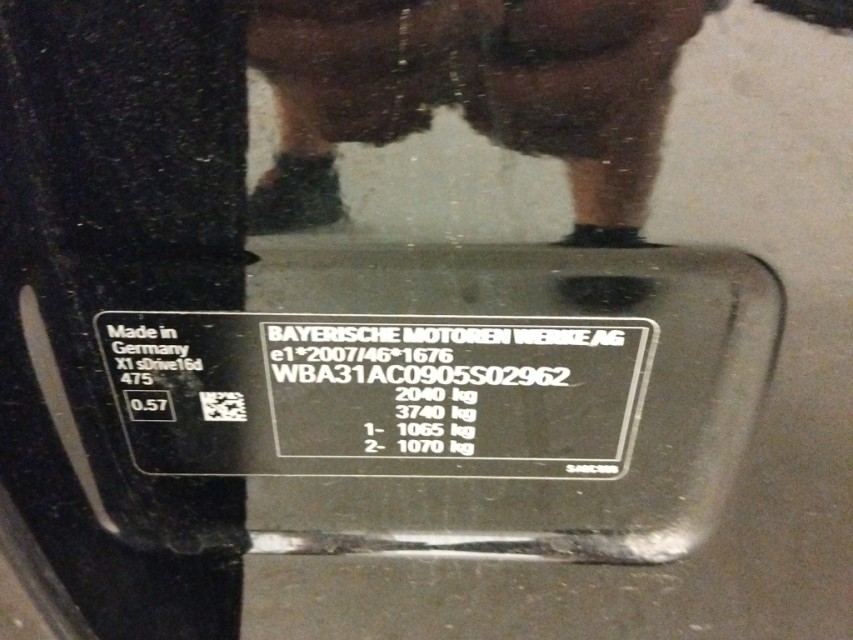 Made in
Germany
X1 sDrive16d
475
0.57
BAYERISCHE MOTOREN WERKE AG
e1*2007/46*1676
WBA31AC0905S02962
2040 kg
3740 kg
1- 1065 kg
2- 1070 kg